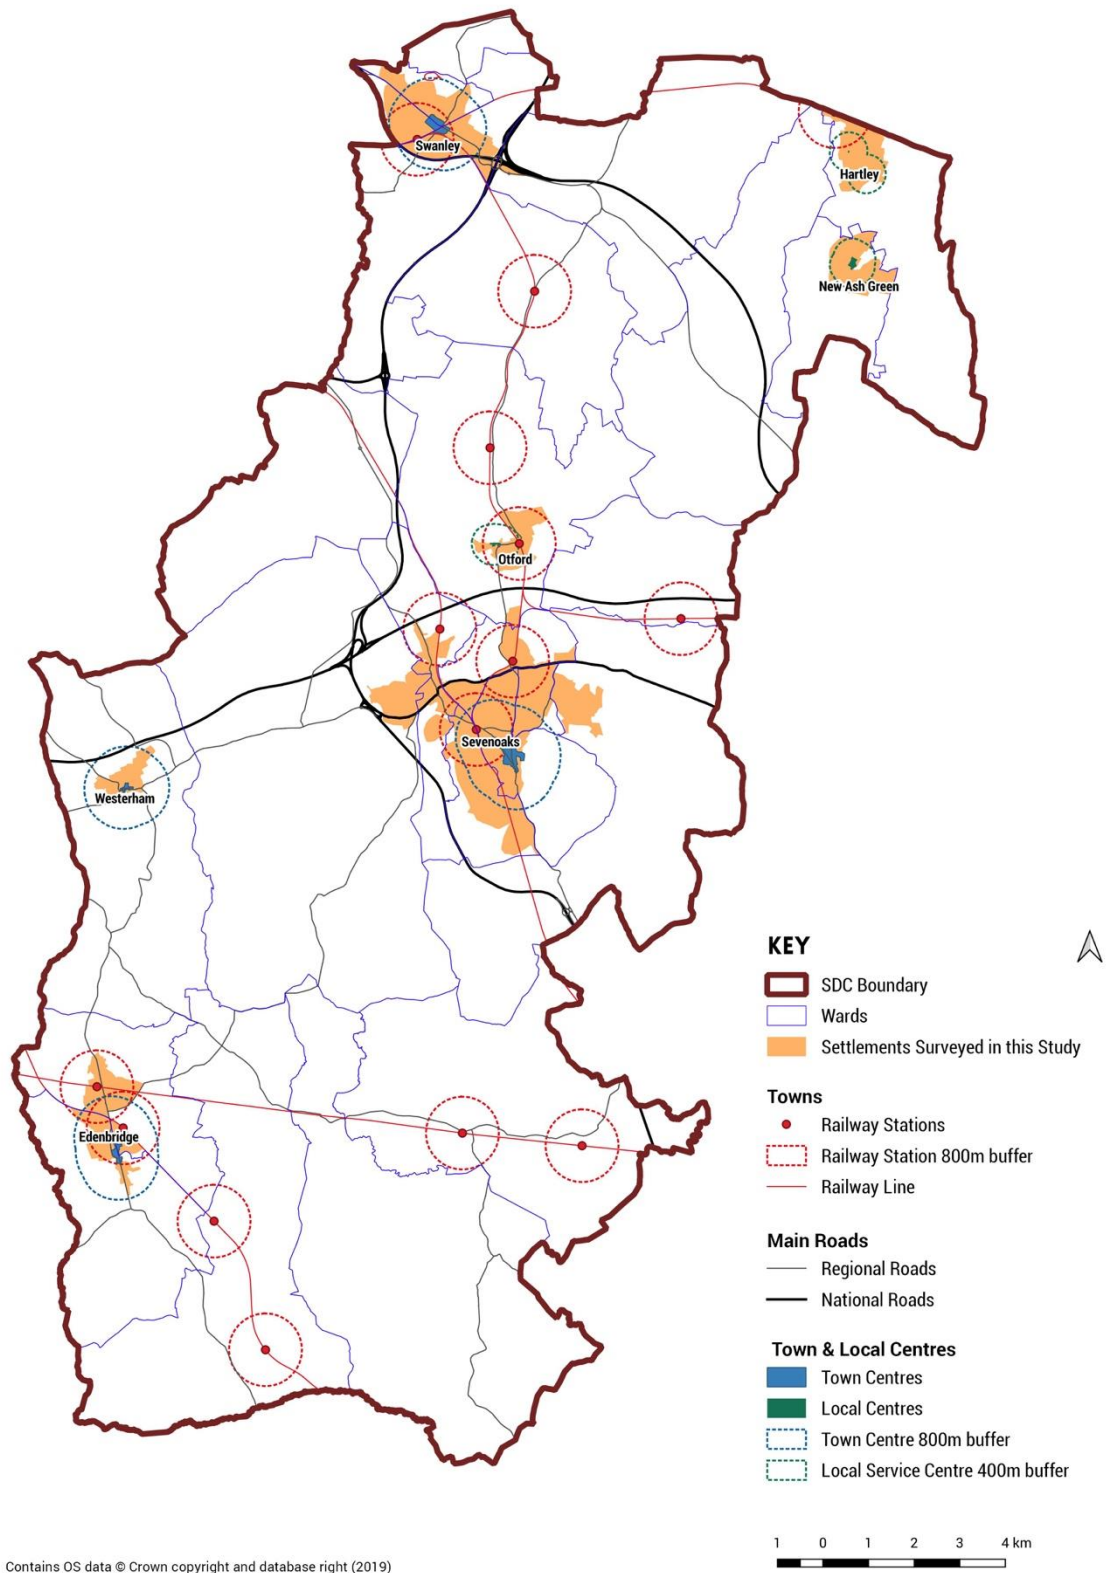 Swanley
Hartley
New Ash Green
Otford
Sevenoaks
Westerham
Edenbridge
KEY
SDC Boundary
Wards
Settlements Surveyed in this Study
Towns
Railway Stations
Railway Station 800m buffer
Railway Line
Main Roads
Regional Roads
National Roads
Town & Local Centres
Town Centres
Local Centres
Town Centre 800m buffer
Local Service Centre 400m buffer
1 0 1 2 3 4 km
Contains OS data © Crown copyright and database right (2019)